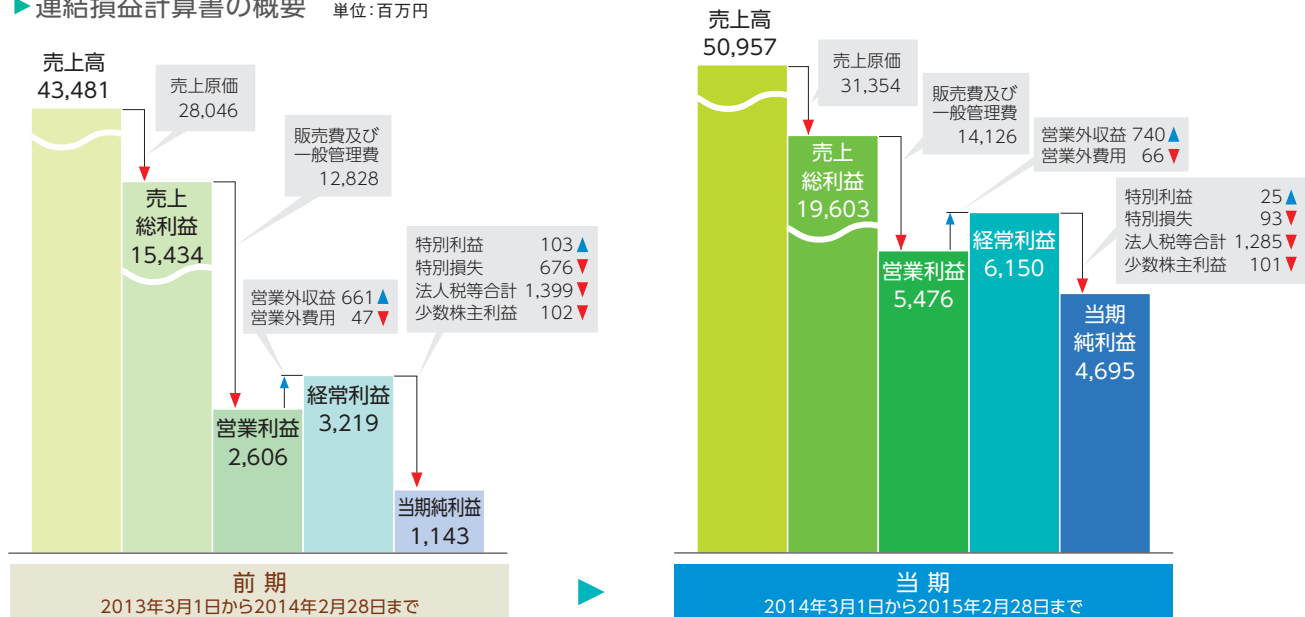 ▶連結損益計算書の概要 単位：百万円
売上高
43,481
売上原価
28,046
売上
総利益
15,434
販売費及び
一般管理費
12,828
営業利益
2,606
営業外収益 661▲
営業外費用 47▼
経常利益
3,219
特別利益 103▲
特別損失 676▼
法人税等合計 1,399▼
少数株主利益 102▼
当期純利益
1,143
前 期
2013年3月1日から2014年2月28日まで
▶
売上高
50,957
売上原価
31,354
売上
総利益
19,603
販売費及び
一般管理費
14,126
営業利益
5,476
営業外収益 740▲
営業外費用 66▼
経常利益
6,150
特別利益 25▲
特別損失 93▼
法人税等合計 1,285▼
少数株主利益 101▼
当期
純利益
4,695
当 期
2014年3月1日から2015年2月28日まで